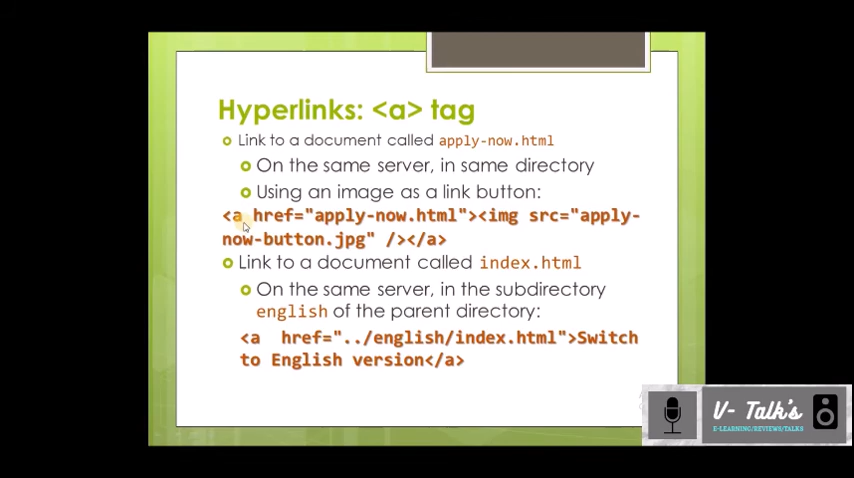 Hyperlinks: <a> tag
Link to a document called apply-now.html
On the same server, in same directory
Using an image as a link button:
<a href="apply-now.html"><img src="apply-
now-button.jpg" /></a>
Link to a document called index.html
On the same server, in the subdirectory
english of the parent directory:
<a href="../english/index.html">Switch
to English version</a>
V- Talk's
E-LEARNING/REVIEWS/TALKS